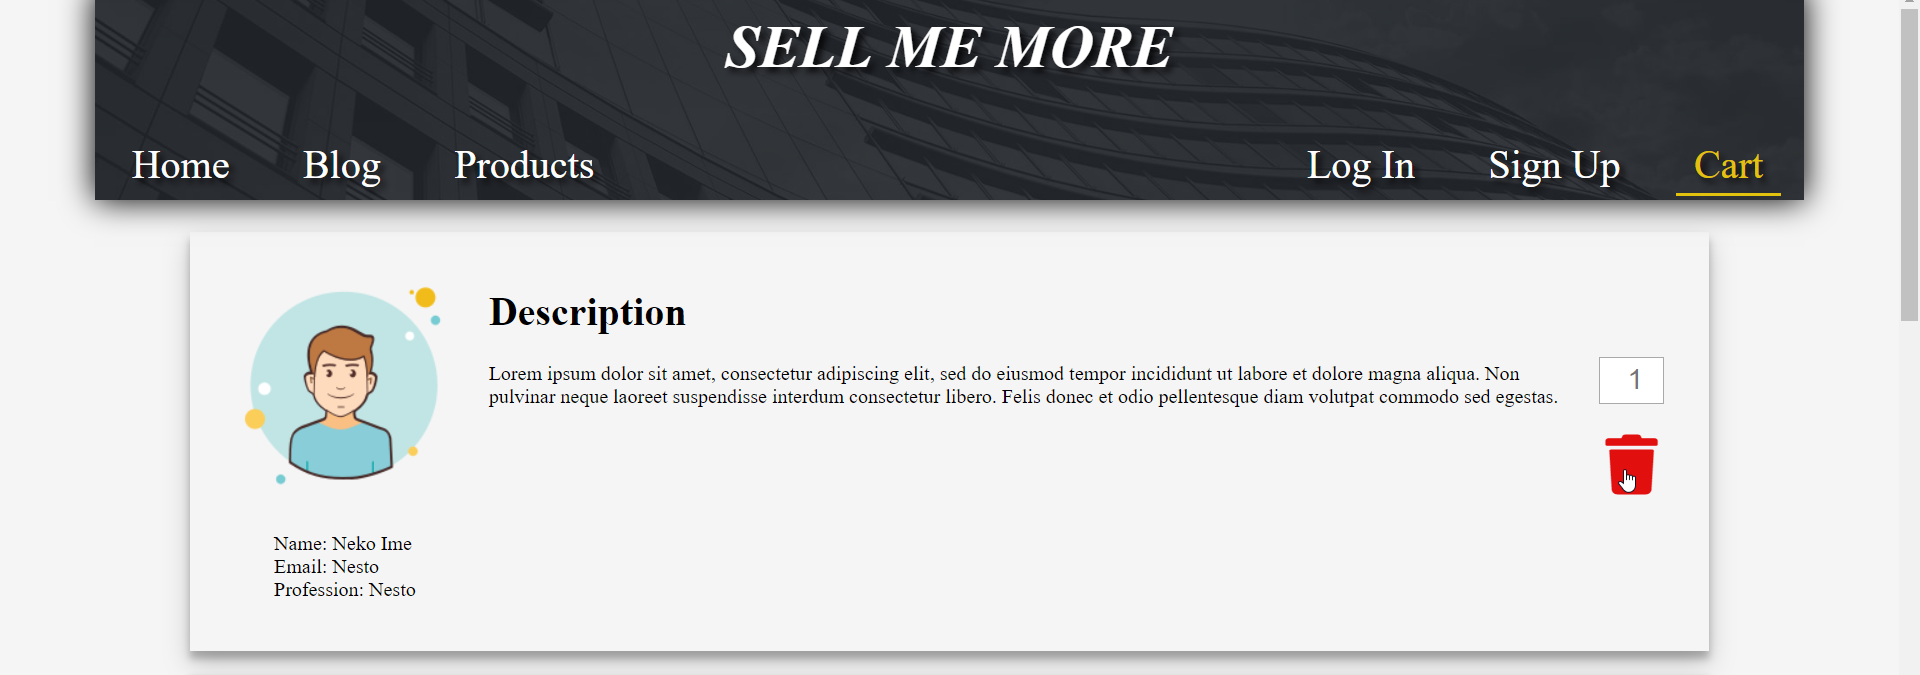 SELL ME MORE
Home Blog Products Log In Sign Up Cart
Description
Lorem ipsum dolor sit amet, consectetur adipiscing elit, sed do eiusmod tempor incididunt ut labore et dolore magna aliqua. Non
pulvinar neque laoreet suspendisse interdum consectetur libero. Felis donec et odio pellentesque diam volutpat commodo sed egestas.
1
Name: Neko Ime
Email: Nesto
Profession: Nesto